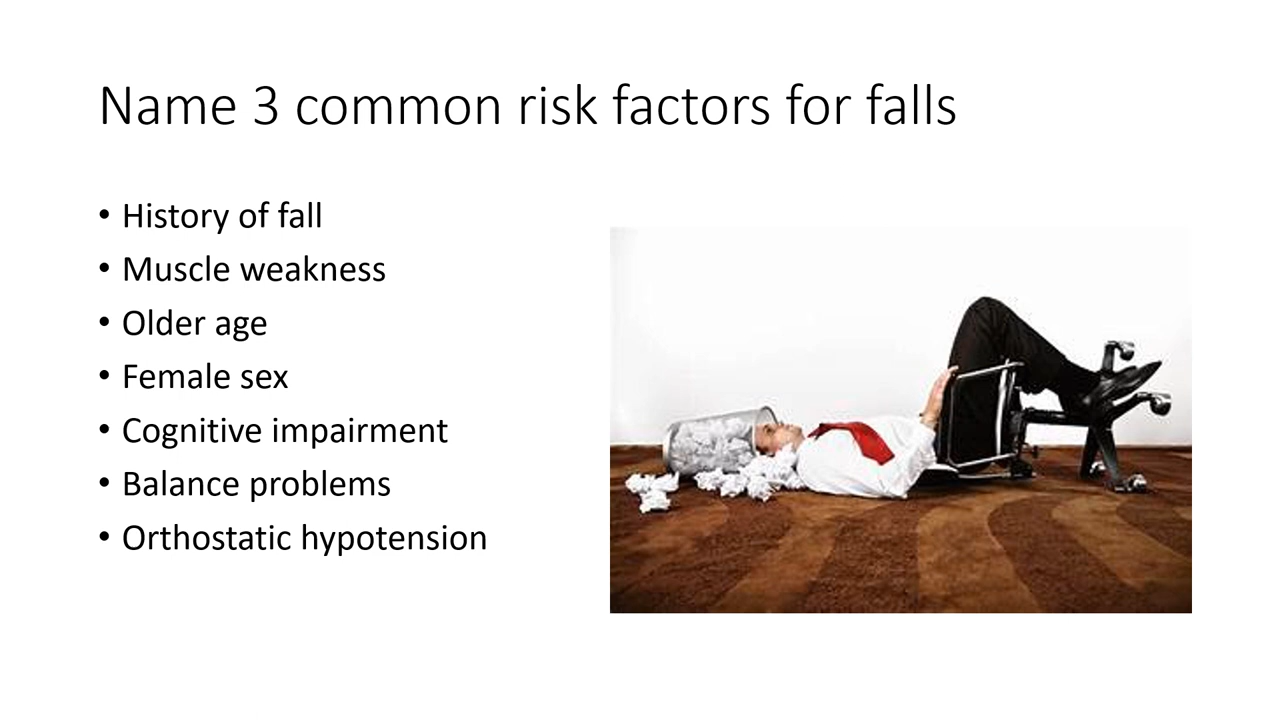 Name 3 common risk factors for falls
• History of fall
• Muscle weakness
• Older age
• Female sex
• Cognitive impairment
• Balance problems
• Orthostatic hypotension